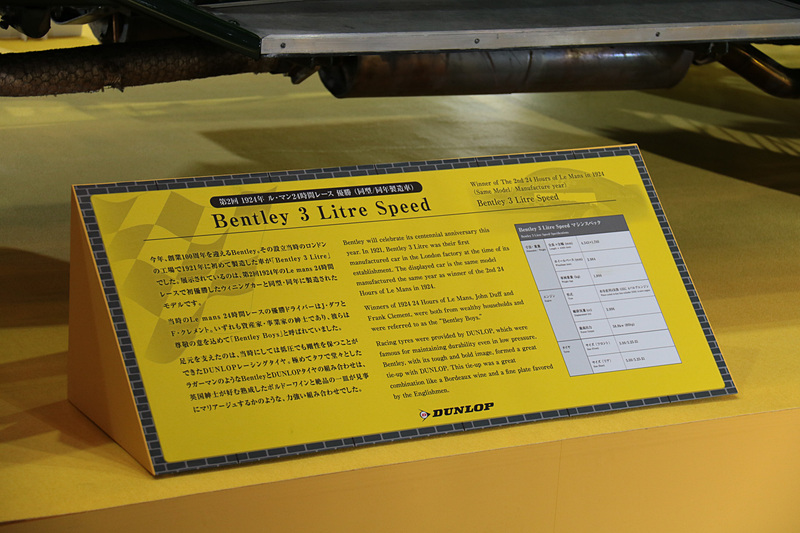 第2回 1924年 ル・マン24時間レース 優勝（同型/同年製造車）
Bentley 3 Litre Speed
今年、創業100周年を迎えるBentley。その設立当時のロンドン
の工場で1921年に初めて製造した車が「Bentley 3 Litre」
でした。展示されているのは、第2回1924年のLe mans 24時間
レースで初優勝したウィニングカーと同型・同年に製造された
モデルです。
当時のLe mans 24時間レースの優勝ドライバーはJ・ダフと
F・クレメント。いずれも資産家・事業家の紳士であり、彼らは
尊敬の念を込めて「Bentley Boys」と呼ばれていました。
足元を支えたのは、当時にしては低圧でも剛性を保つことが
できたDUNLOPレーシングタイヤ。極めてタフで堂々とした
ラガーマンのようなBentleyとDUNLOPタイヤの組み合わせは、
英国紳士が好む熟成したボルドーワインと絶品の一皿が見事
にマリアージュするかのような、力強い組み合わせでした。
Bentley will celebrate its centennial anniversary this
year. In 1921, Bentley 3 Litre was their first
manufactured car in the London factory at the time of its
establishment. The displayed car is the same model
manufactured the same year as winner of the 2nd 24
Hours of Le Mans in 1924.
Winners of 1924 24 Hours of Le Mans, John Duff and
Frank Clement, were both from wealthy households and
were referred to as the "Bentley Boys."
Racing tyres were provided by DUNLOP, which were
famous for maintaining durability even in low pressure.
Bentley, with its tough and bold image, formed a great
tie-up with DUNLOP. This tie-up was a great
combination like a Bordeaux wine and a fine plate favored
by the Englishmen.
Winner of The 2nd 24 Hours of Le Mans in 1924
(Same Model/ Manufacture year)
Bentley 3 Litre Speed
Bentley 3 Litre Speed マシンスペック
Bentley 3 Litre Speed Specifications
DUNLOP